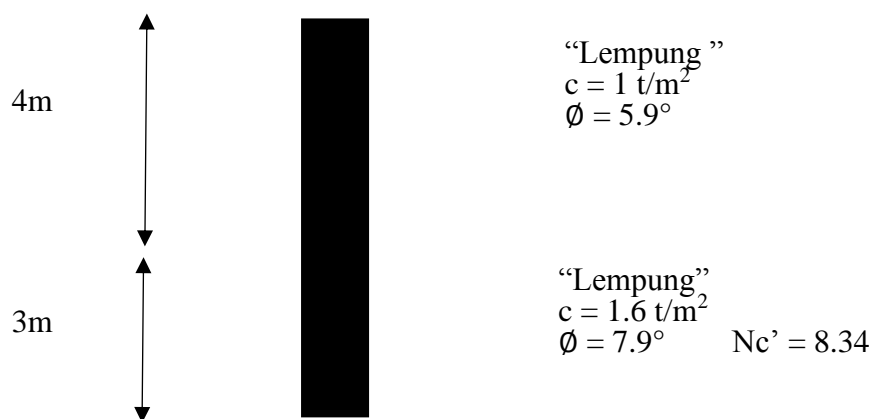 “Lempung ”
c = 1 t/m²
4m
Ø = 5.9°
“Lempung”
c = 1.6 t/m²
3m
Ø = 7.9° Nc’ = 8.34